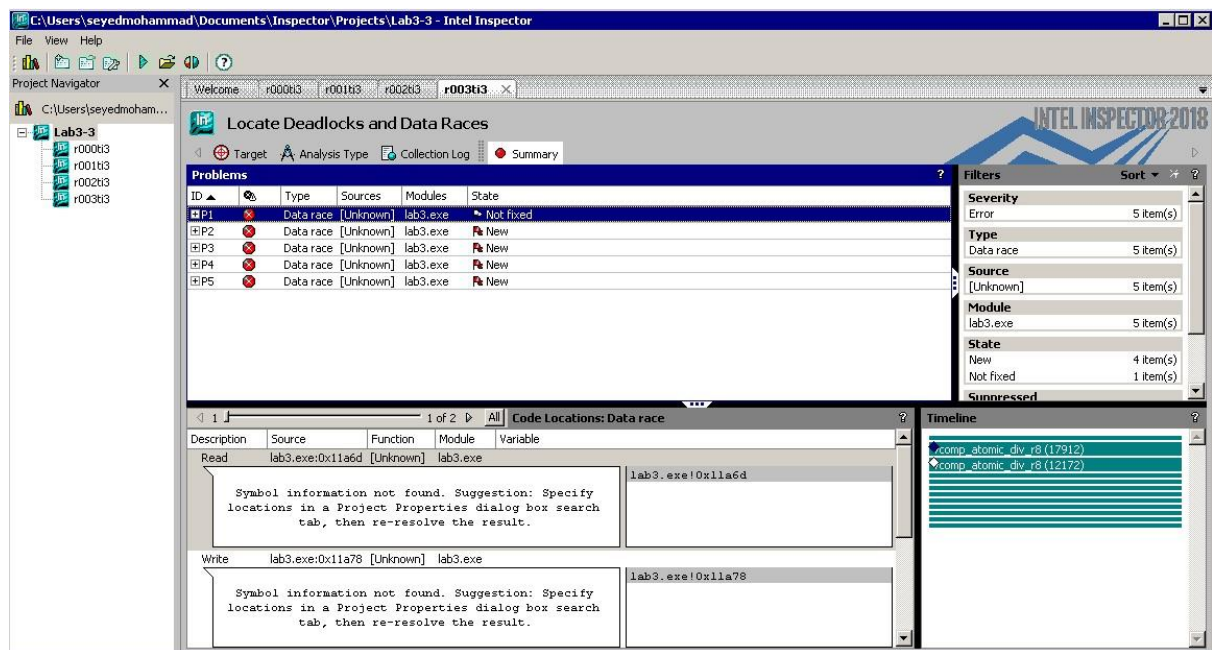 C:\Users\seyedmohammad\Documents\Inspector\Projects\Lab3-3 - Intel Inspector
File View Help
Project Navigator
C:\Users\seyedmoham...
Lab3-3
r000ti3
r001ti3
r002ti3
r003ti3
Welcome r000ti3 r001ti3 r002ti3 r003ti3
Locate Deadlocks and Data Races
INTEL INSPECTOR 2018
Target Analysis Type Collection Log Summary
Problems ?
ID Type Sources Modules State
P1 Data race [Unknown] lab3.exe Not fixed
P2 Data race [Unknown] lab3.exe New
P3 Data race [Unknown] lab3.exe New
P4 Data race [Unknown] lab3.exe New
P5 Data race [Unknown] lab3.exe New
Filters Sort ?
Severity
Error 5 item(s)
Type
Data race 5 item(s)
Source
[Unknown] 5 item(s)
Module
lab3.exe 5 item(s)
State
New 4 item(s)
Not fixed 1 item(s)
Suppressed
1 1 of 2 All Code Locations: Data race ?
Description Source Function Module Variable
Read lab3.exe:0x11a6d [Unknown] lab3.exe
Symbol information not found. Suggestion: Specify
locations in a Project Properties dialog box search
tab, then re-resolve the result.
lab3.exe!0x11a6d
Write lab3.exe:0x11a78 [Unknown] lab3.exe
Symbol information not found. Suggestion: Specify
locations in a Project Properties dialog box search
tab, then re-resolve the result.
lab3.exe!0x11a78
Timeline ?
comp_atomic_div_r8 (17912)
comp_atomic_div_r8 (12172)